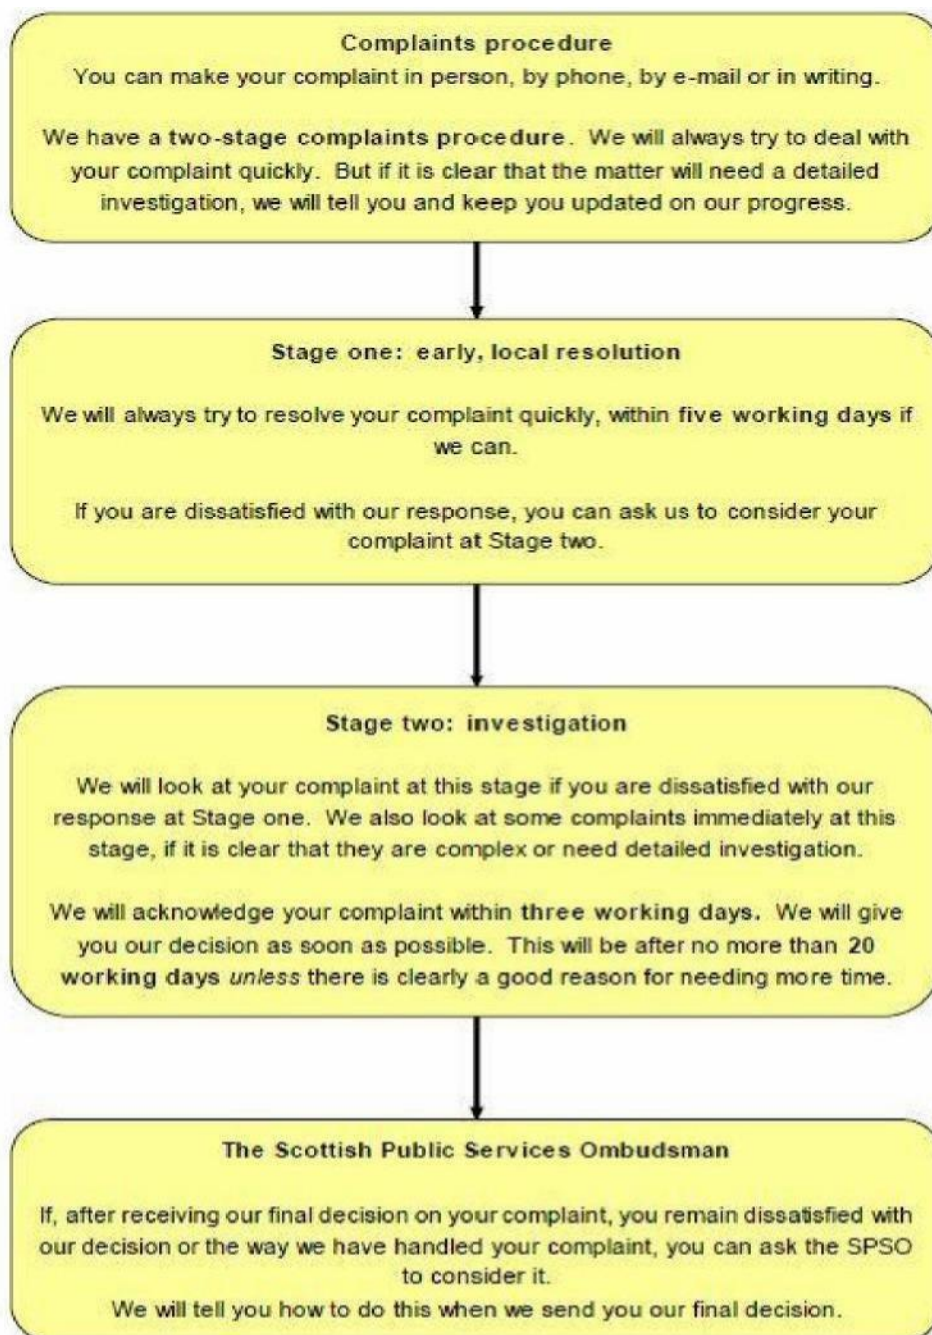 Complaints procedure
You can make your complaint in person, by phone, by e-mail or in writing.
We have a two-stage complaints procedure. We will always try to deal with
your complaint quickly. But if it is clear that the matter will need a detailed
investigation, we will tell you and keep you updated on our progress.
Stage one: early, local resolution
We will always try to resolve your complaint quickly, within five working days if
we can.
If you are dissatisfied with our response, you can ask us to consider your
complaint at Stage two.
Stage two: investigation
We will look at your complaint at this stage if you are dissatisfied with our
response at Stage one. We also look at some complaints immediately at this
stage, if it is clear that they are complex or need detailed investigation.
We will acknowledge your complaint within three working days. We will give
you our decision as soon as possible. This will be after no more than 20
working days unless there is clearly a good reason for needing more time.
The Scottish Public Services Ombudsman
If, after receiving our final decision on your complaint, you remain dissatisfied with
our decision or the way we have handled your complaint, you can ask the SPSO
to consider it.
We will tell you how to do this when we send you our final decision.